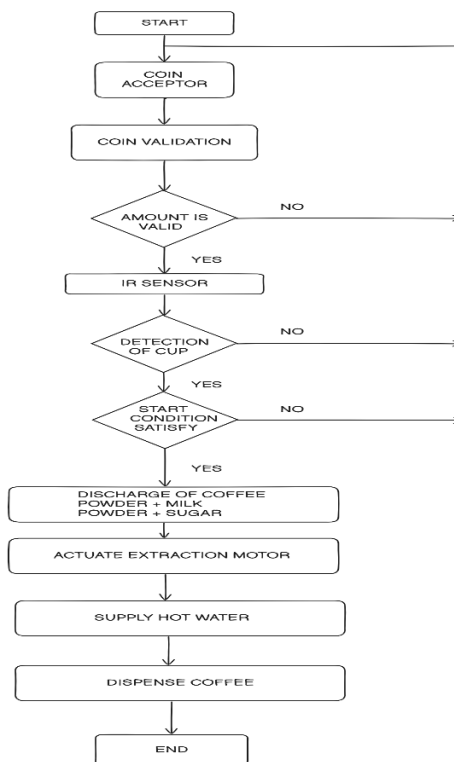 START
COIN
ACCEPTOR
COIN VALIDATION
AMOUNT IS
VALID
NO
YES
IR SENSOR
DETECTION
OF CUP
NO
YES
START
CONDITION
SATISFY
NO
YES
DISCHARGE OF COFFEE
POWDER + MILK
POWDER + SUGAR
ACTUATE EXTRACTION MOTOR
SUPPLY HOT WATER
DISPENSE COFFEE
END